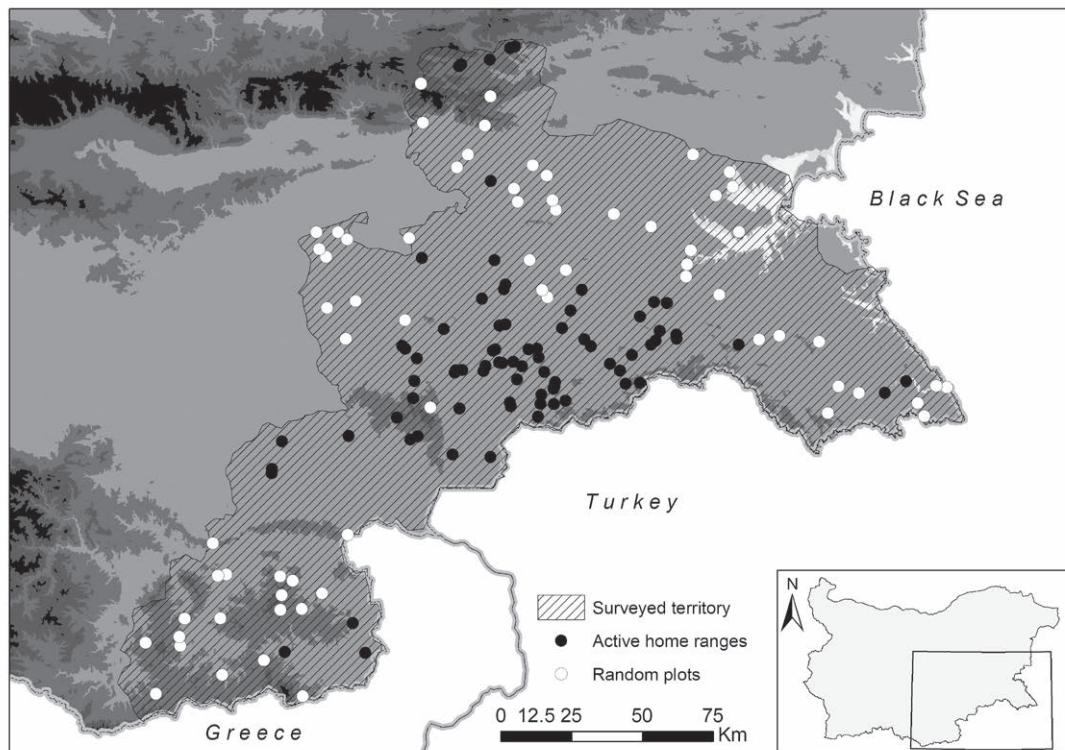 Black Sea
Turkey
Surveyed territory
Active home ranges
Random plots
0 12.5 25 50 75
Km
Greece
N